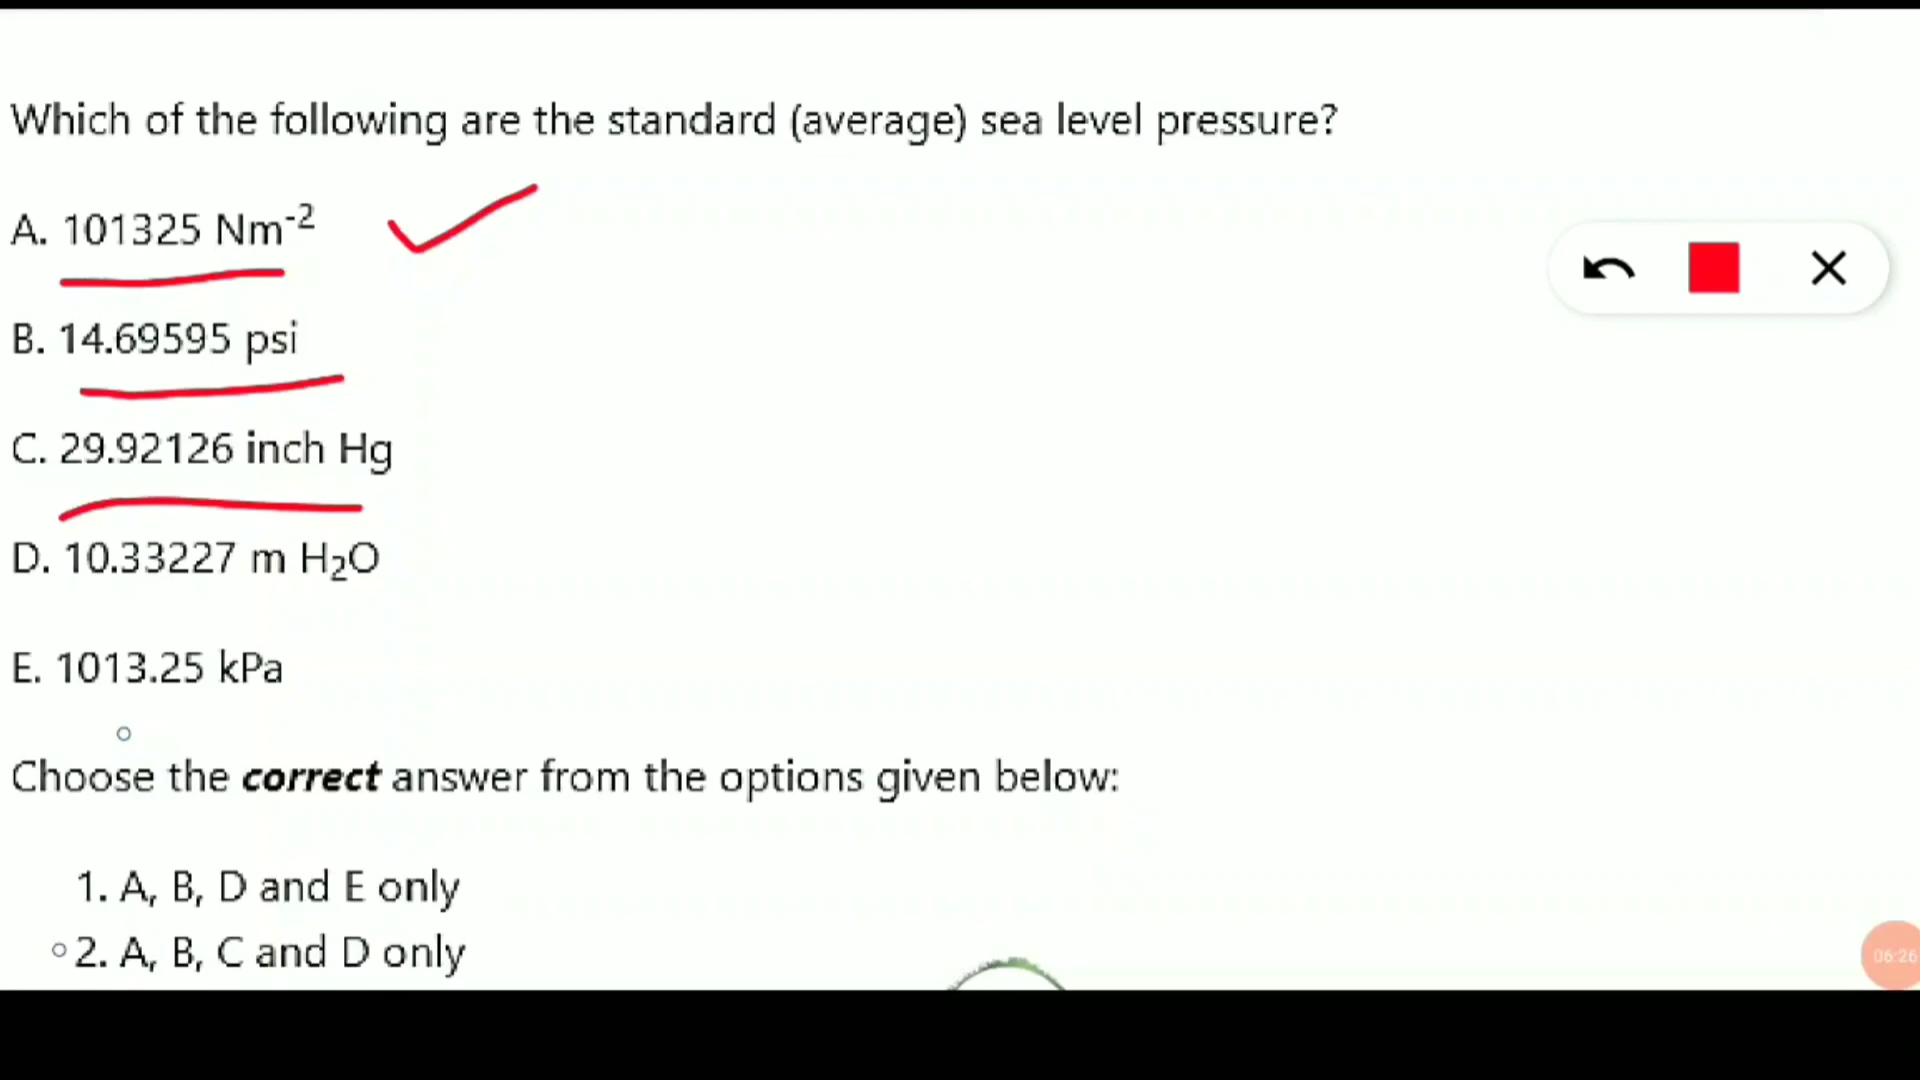 Which of the following are the standard (average) sea level pressure?
A. 101325 Nm⁻²
B. 14.69595 psi
C. 29.92126 inch Hg
D. 10.33227 m H₂O
E. 1013.25 kPa
Choose the correct answer from the options given below:
1. A, B, D and E only
2. A, B, C and D only
06:26